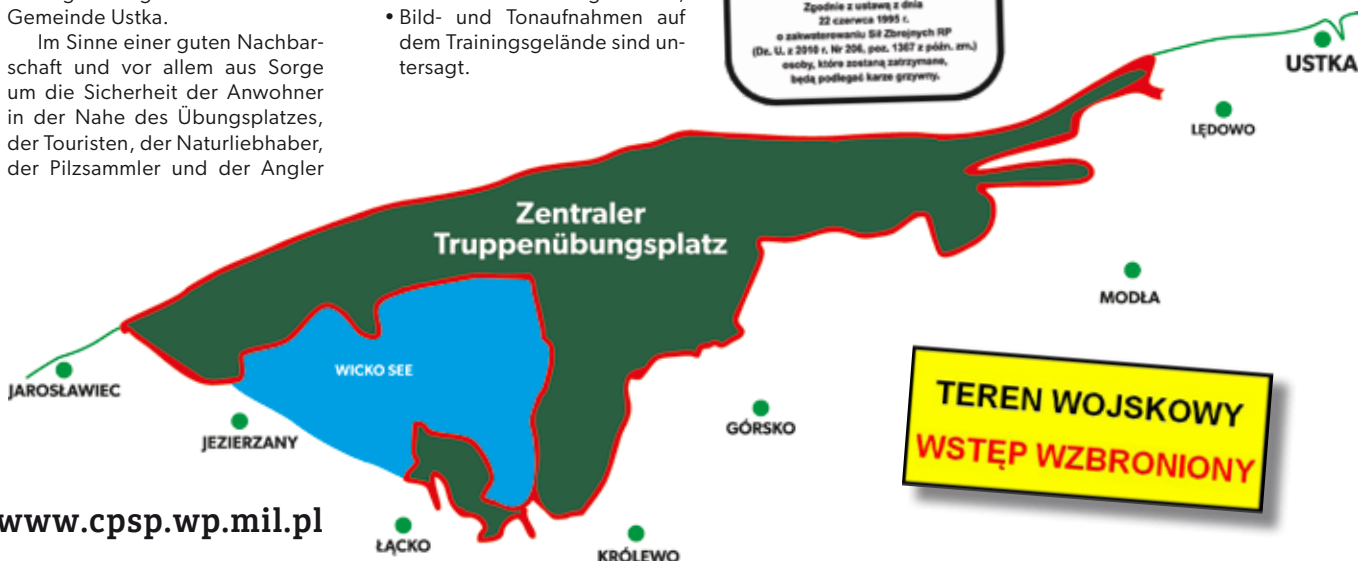 Gemeinde Ustka.
Im Sinne einer guten Nachbar-
schaft und vor allem aus Sorge
um die Sicherheit der Anwohner
in der Nahe des Übungsplatzes,
der Touristen, der Naturliebhaber,
der Pilzsammler und der Angler
• Bild- und Tonaufnahmen auf
dem Trainingsgelände sind un-
tersagt.
Zgodnie z ustawą z dnia
22 czerwca 1995 r.
o zakwaterowaniu Sił Zbrojnych RP
(Dz. U. z 2010 r. Nr 206, poz. 1367 z późn. zm.)
osoby, które zostaną zatrzymane,
będą podlegać karze grzywny.
USTKA
LĘDOWO
Zentraler
Truppenübungsplatz
MODŁA
WICKO SEE
JAROSŁAWIEC
JEZIERZANY
GÓRSKO
TEREN WOJSKOWY
WSTĘP WZBRONIONY
www.cpsp.wp.mil.pl
ŁĄCKO
KRÓLEWO